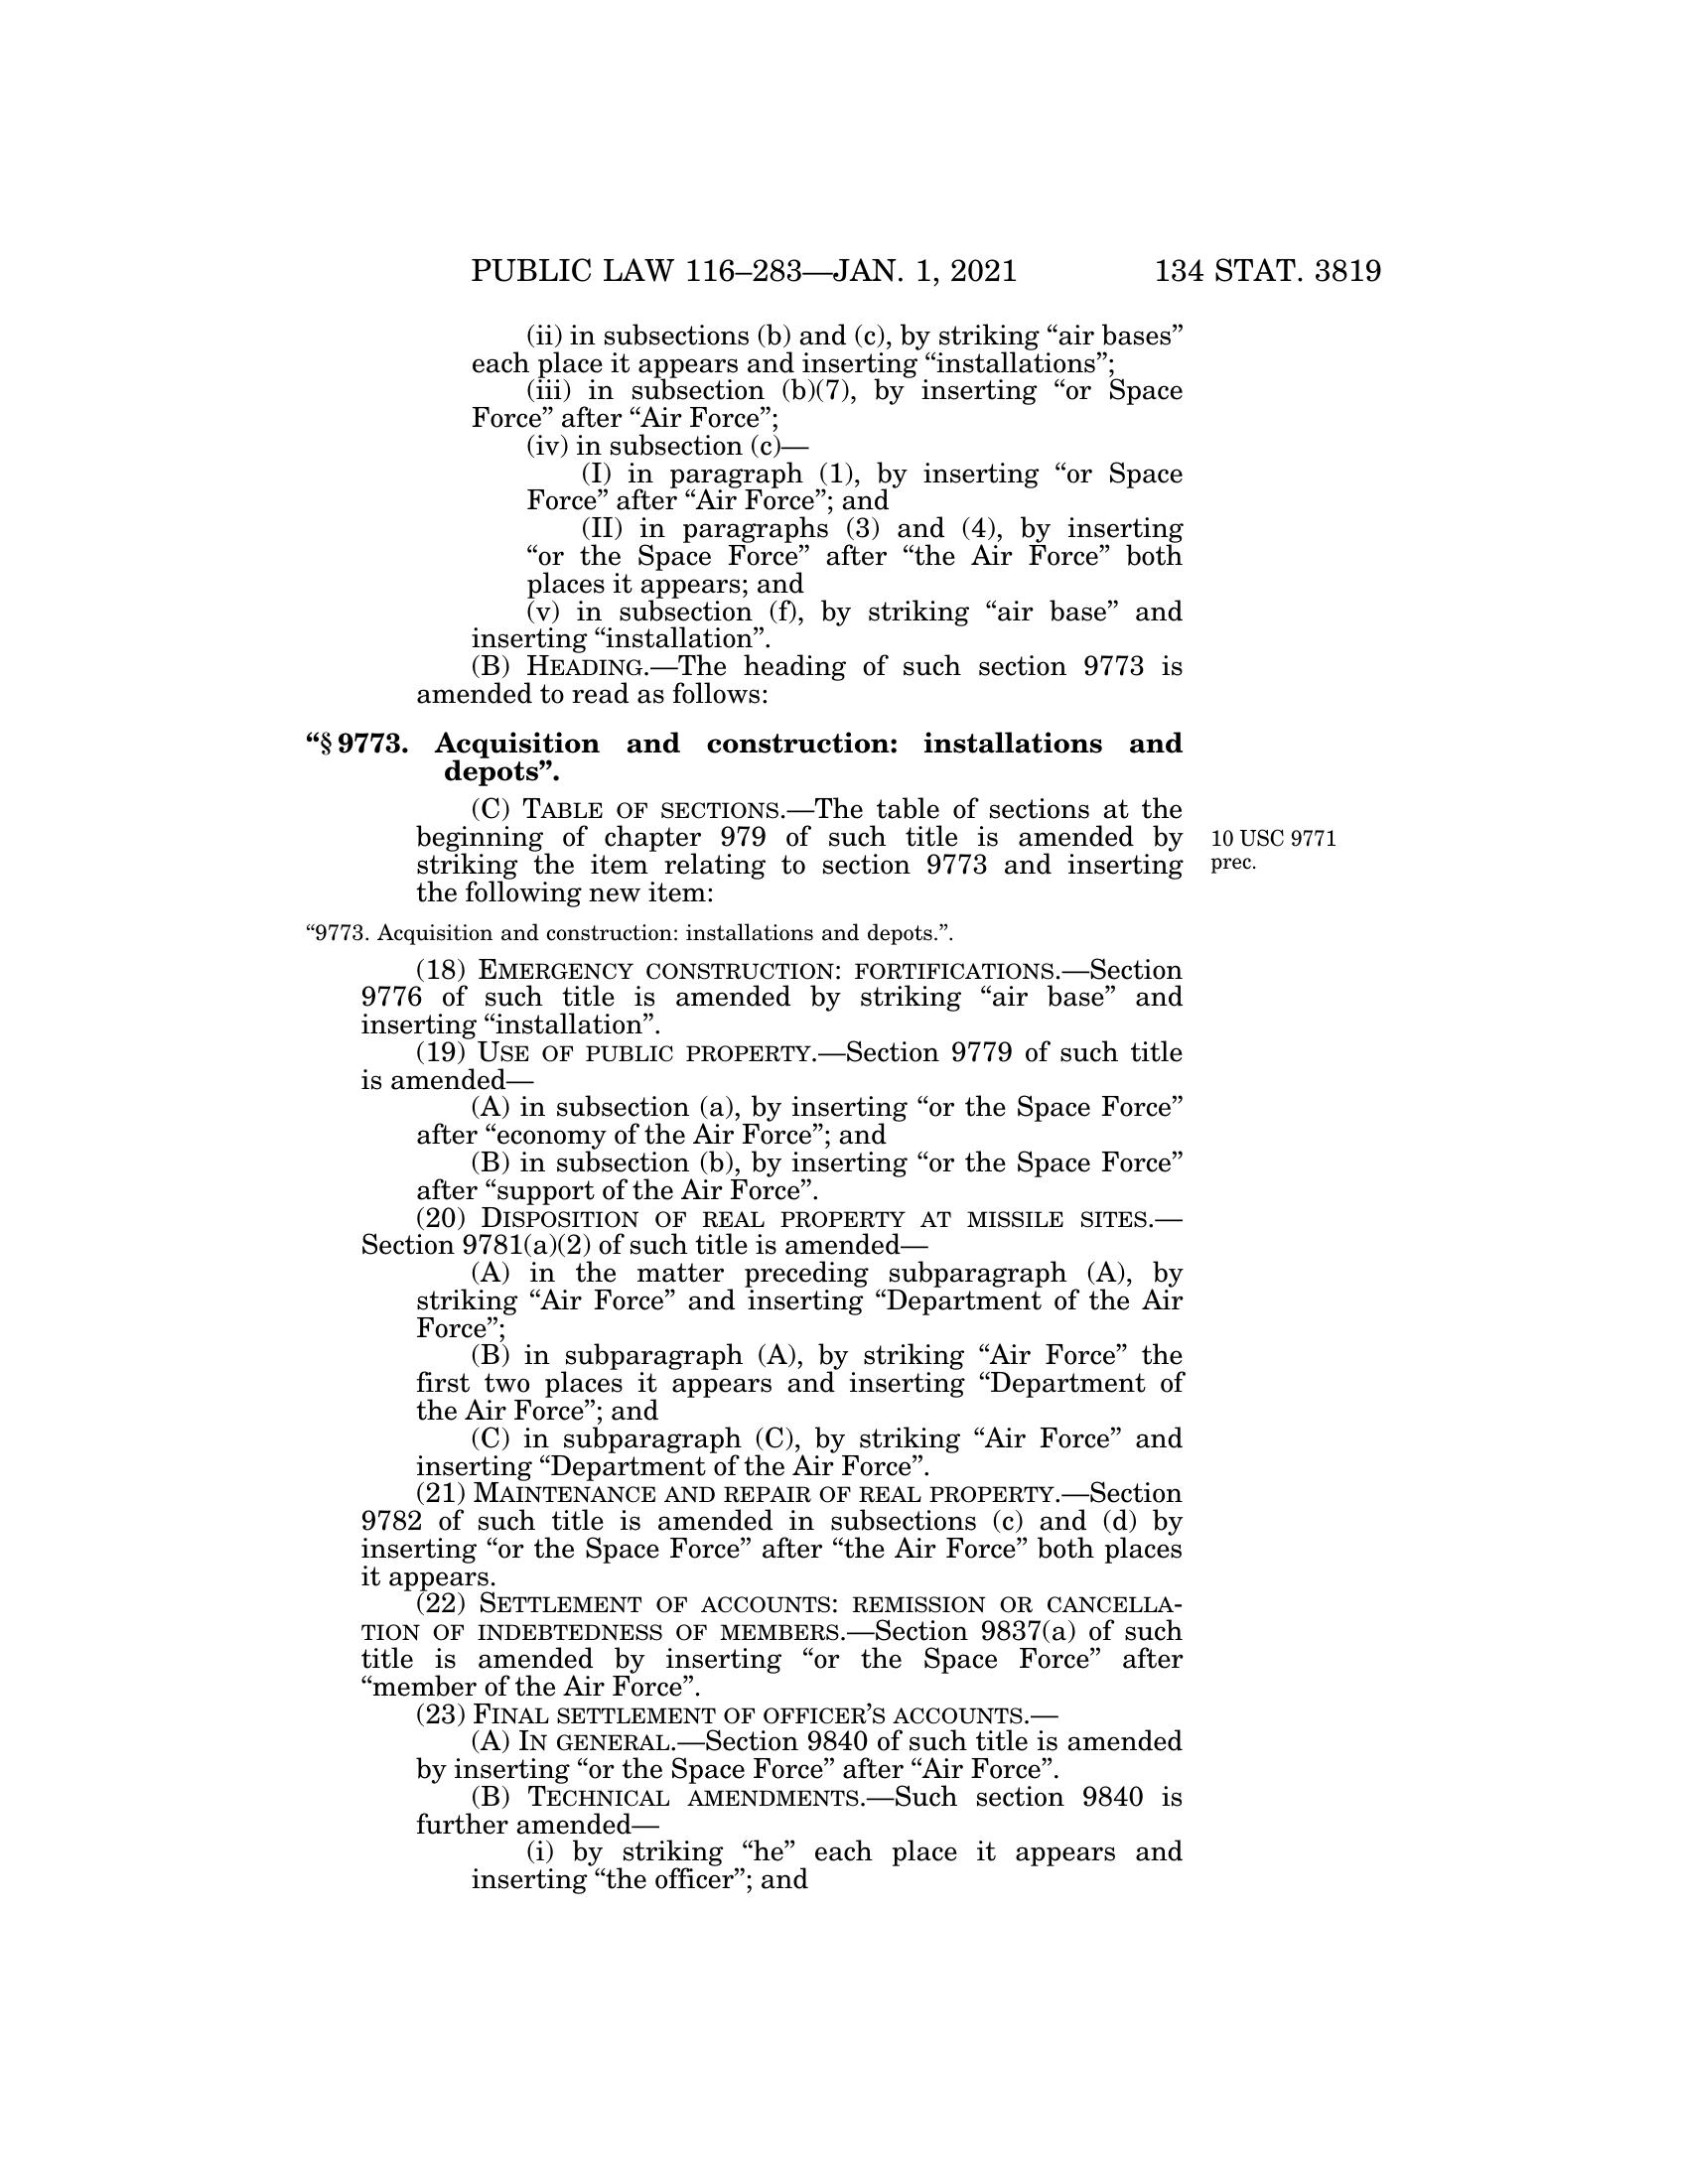 PUBLIC LAW 116–283—JAN. 1, 2021 134 STAT. 3819
(ii) in subsections (b) and (c), by striking “air bases”
each place it appears and inserting “installations”;
(iii) in subsection (b)(7), by inserting “or Space
Force” after “Air Force”;
(iv) in subsection (c)—
(I) in paragraph (1), by inserting “or Space
Force” after “Air Force”; and
(II) in paragraphs (3) and (4), by inserting
“or the Space Force” after “the Air Force” both
places it appears; and
(v) in subsection (f), by striking “air base” and
inserting “installation”.
(B) HEADING.—The heading of such section 9773 is
amended to read as follows:
“§ 9773. Acquisition and construction: installations and
depots”.
(C) TABLE OF SECTIONS.—The table of sections at the
beginning of chapter 979 of such title is amended by
striking the item relating to section 9773 and inserting
the following new item:
10 USC 9771
prec.
“9773. Acquisition and construction: installations and depots.”.
(18) EMERGENCY CONSTRUCTION: FORTIFICATIONS.—Section
9776 of such title is amended by striking “air base” and
inserting “installation”.
(19) USE OF PUBLIC PROPERTY.—Section 9779 of such title
is amended—
(A) in subsection (a), by inserting “or the Space Force”
after “economy of the Air Force”; and
(B) in subsection (b), by inserting “or the Space Force”
after “support of the Air Force”.
(20) DISPOSITION OF REAL PROPERTY AT MISSILE SITES.—
Section 9781(a)(2) of such title is amended—
(A) in the matter preceding subparagraph (A), by
striking “Air Force” and inserting “Department of the Air
Force”;
(B) in subparagraph (A), by striking “Air Force” the
first two places it appears and inserting “Department of
the Air Force”; and
(C) in subparagraph (C), by striking “Air Force” and
inserting “Department of the Air Force”.
(21) MAINTENANCE AND REPAIR OF REAL PROPERTY.—Section
9782 of such title is amended in subsections (c) and (d) by
inserting “or the Space Force” after “the Air Force” both places
it appears.
(22) SETTLEMENT OF ACCOUNTS: REMISSION OR CANCELLA-
TION OF INDEBTEDNESS OF MEMBERS.—Section 9837(a) of such
title is amended by inserting “or the Space Force” after
“member of the Air Force”.
(23) FINAL SETTLEMENT OF OFFICER’S ACCOUNTS.—
(A) IN GENERAL.—Section 9840 of such title is amended
by inserting “or the Space Force” after “Air Force”.
(B) TECHNICAL AMENDMENTS.—Such section 9840 is
further amended—
(i) by striking “he” each place it appears and
inserting “the officer”; and